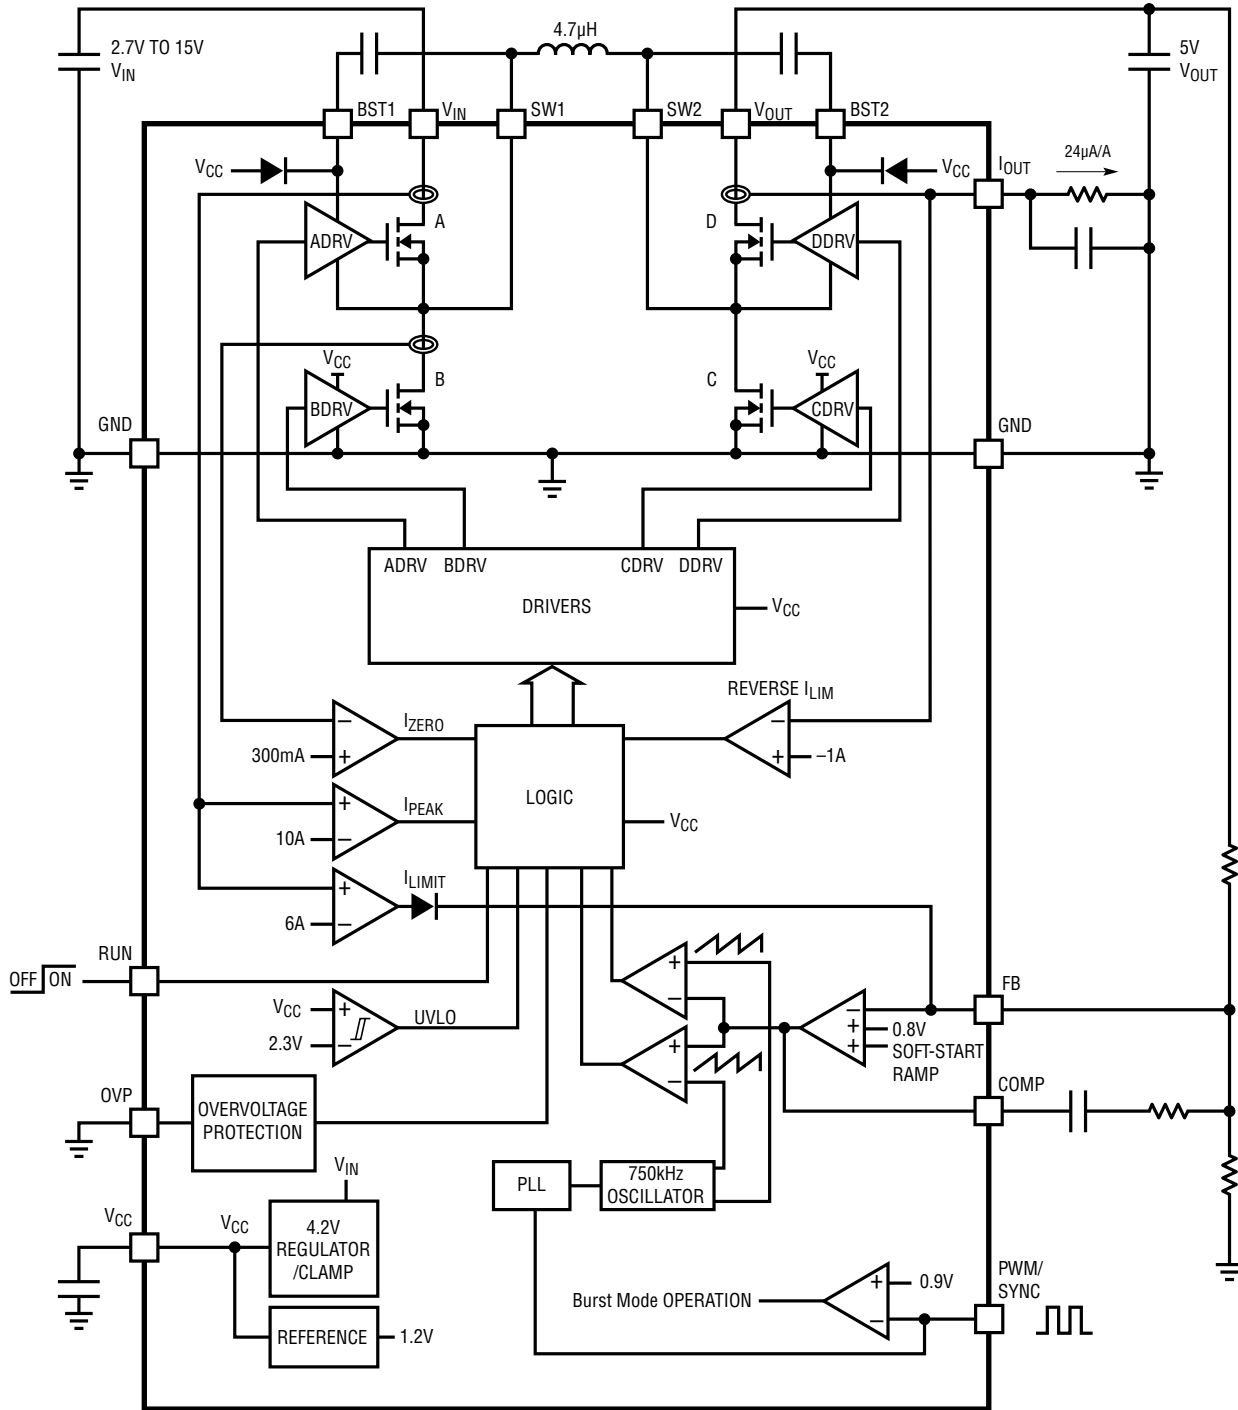 2.7V TO 15V
VIN
4.7µH
5V
VOUT
BST1
VIN
SW1
SW2
VOUT
BST2
VCC
VCC
IOUT
24µA/A
A
D
ADRV
DDRV
VCC
VCC
B
C
BDRV
CDRV
GND
GND
ADRV BDRV CDRV DDRV
DRIVERS
VCC
REVERSE ILIM
–
IZERO
–
300mA
+
+
–1A
LOGIC
+
IPEAK
VCC
10A
–
+
ILIMIT
6A
–
RUN
OFF ON
+
–
FB
VCC
+
UVLO
2.3V
–
+
–
–
+
0.8V
+
SOFT-START
RAMP
COMP
OVP
OVERVOLTAGE
PROTECTION
VIN
PLL
750kHz
OSCILLATOR
VCC
VCC
4.2V
REGULATOR
/CLAMP
PWM/
SYNC
+
0.9V
Burst Mode OPERATION
–
REFERENCE
1.2V